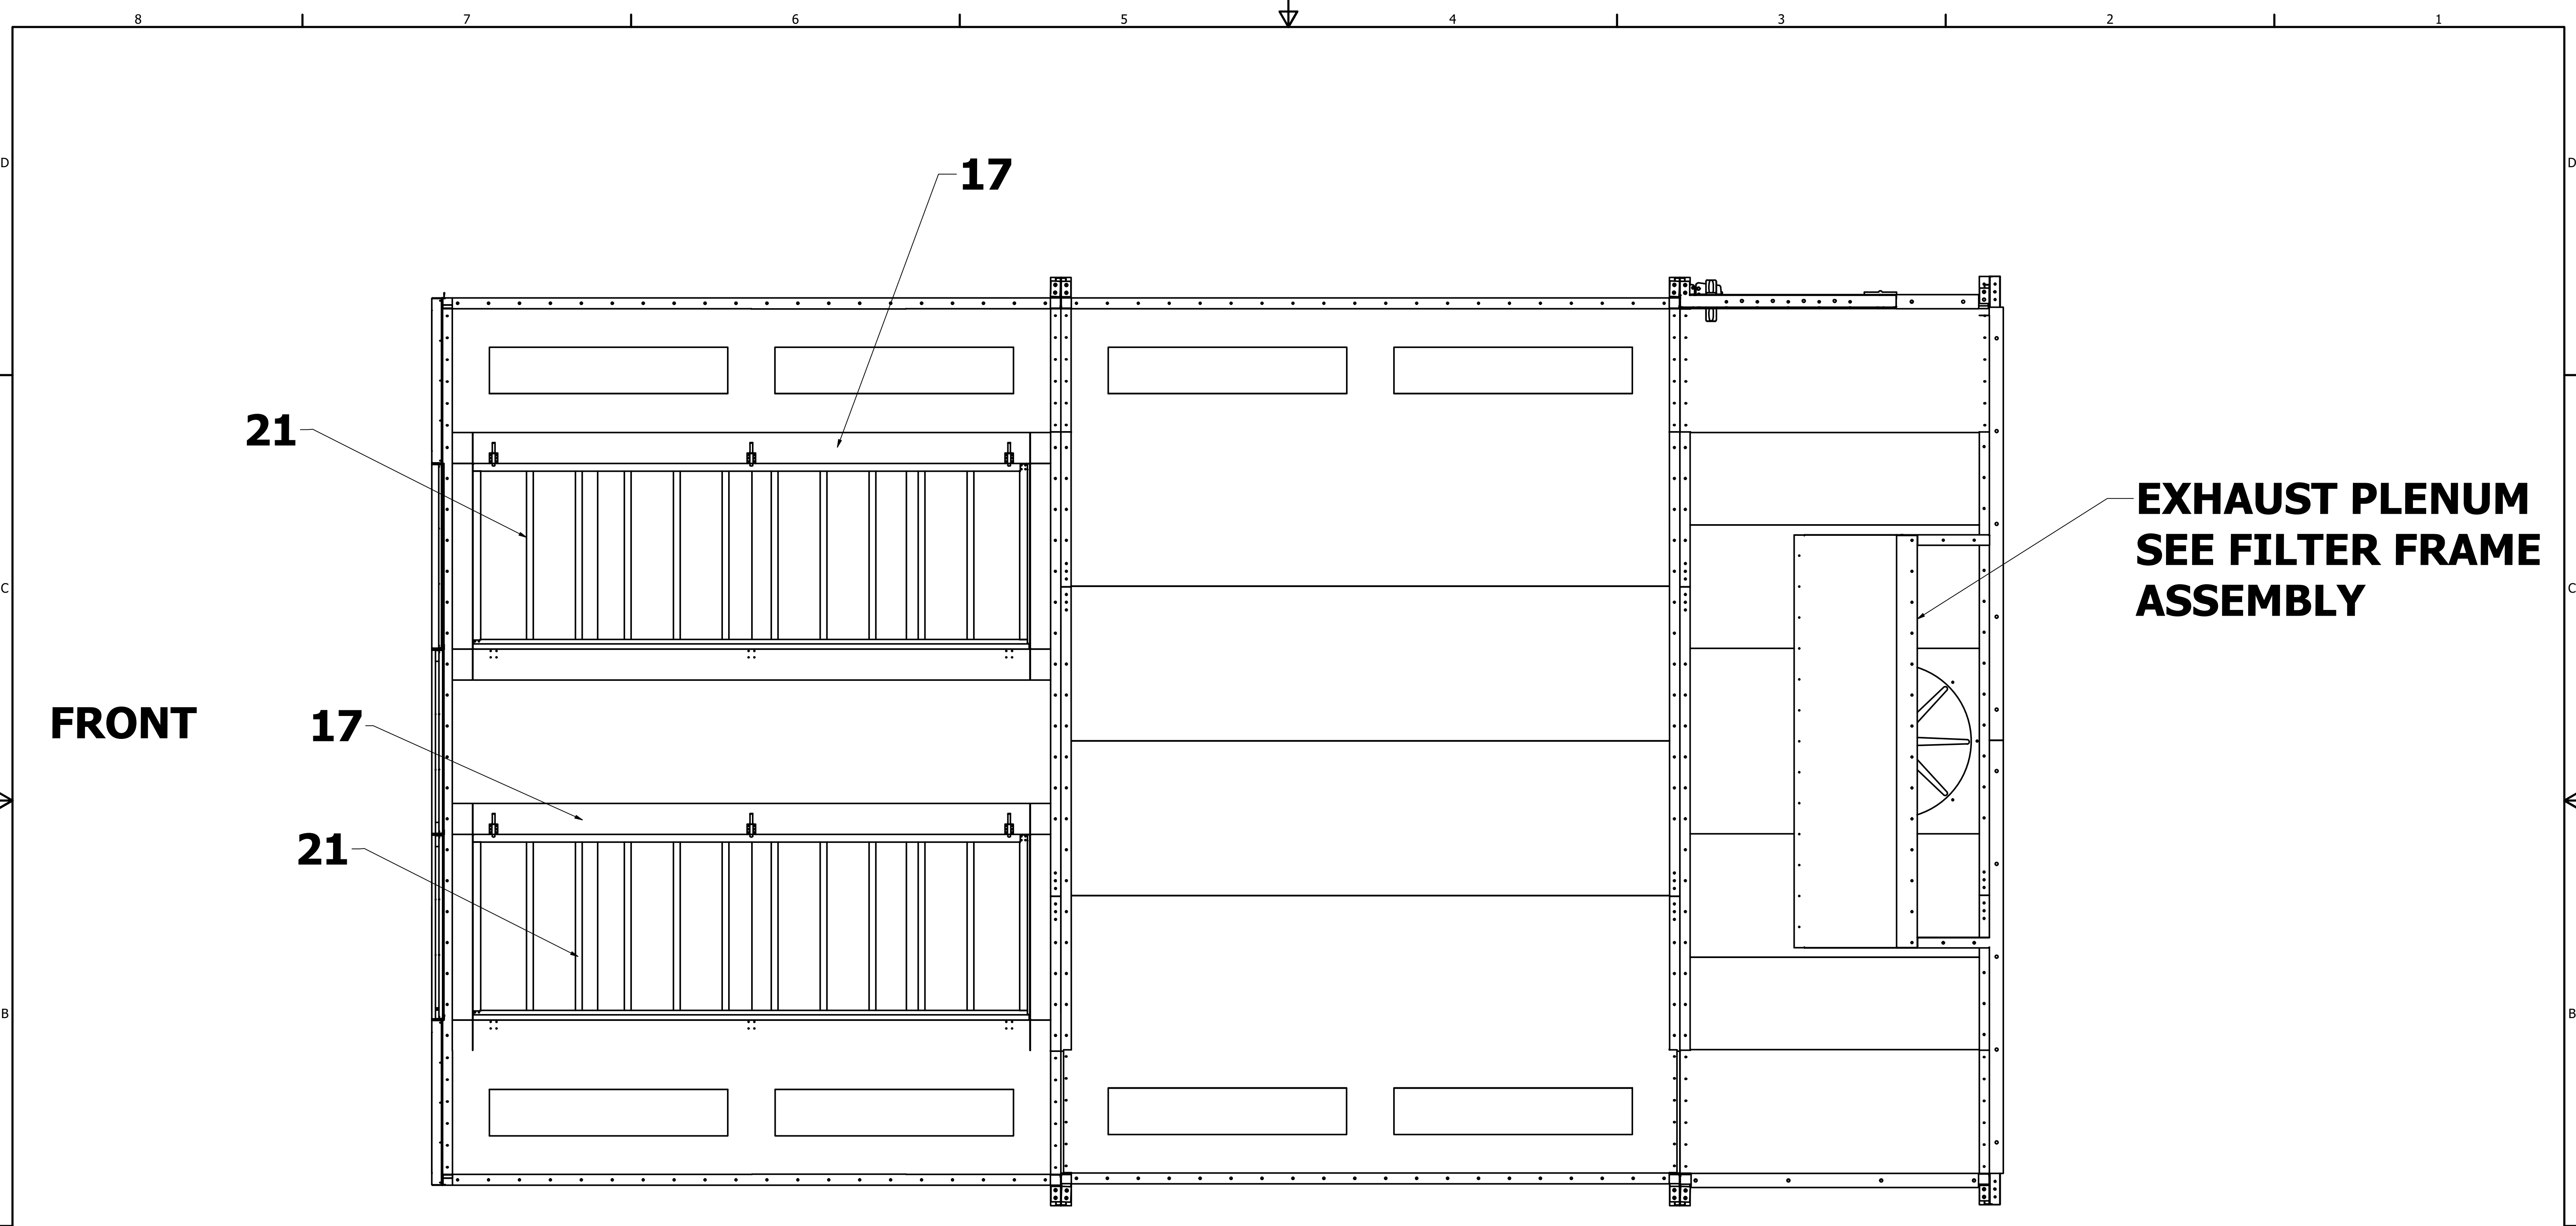 8 7 6 5 4 3 2 1
D D
17
21
EXHAUST PLENUM
SEE FILTER FRAME
ASSEMBLY
C C
FRONT
17
21
B B